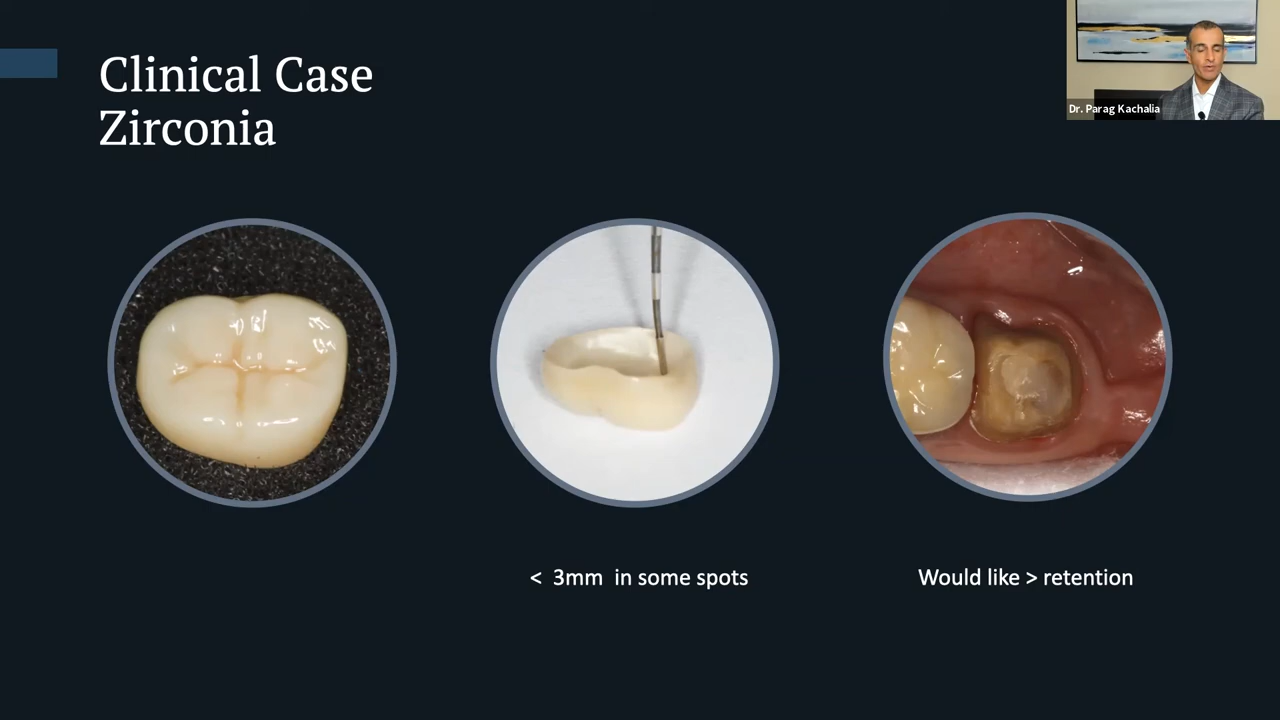 Clinical Case
Zirconia
Dr. Parag Kachalia
< 3mm in some spots
Would like > retention